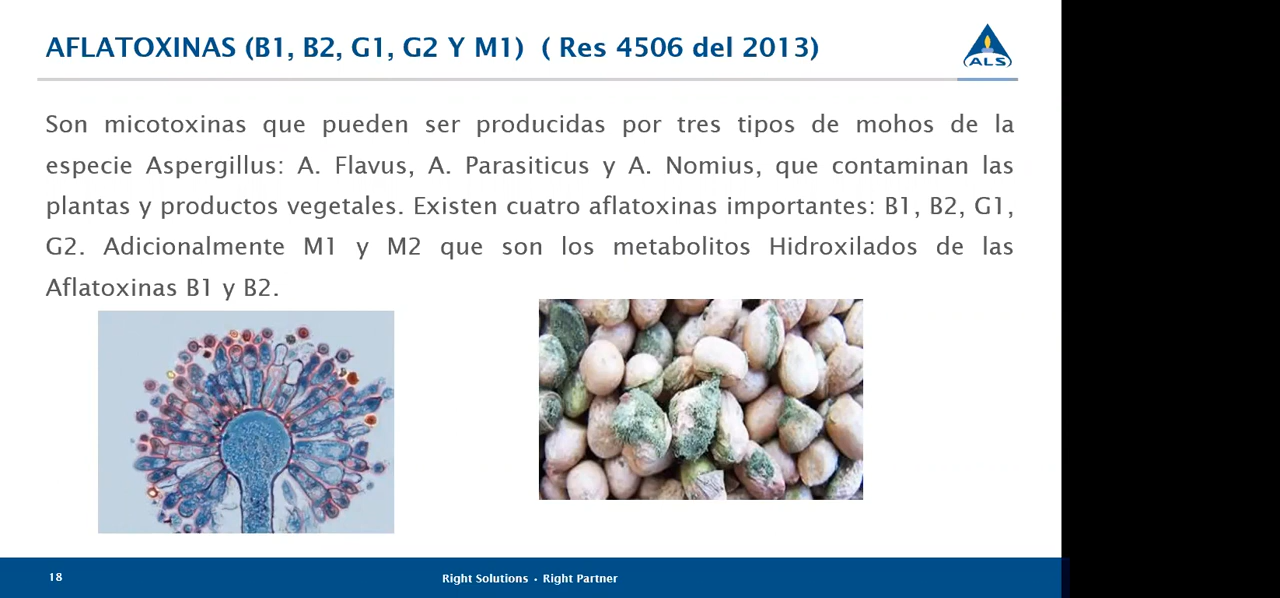 AFLATOXINAS (B1, B2, G1, G2 Y M1) ( Res 4506 del 2013)
ALS
Son micotoxinas que pueden ser producidas por tres tipos de mohos de la
especie Aspergillus: A. Flavus, A. Parasiticus y A. Nomius, que contaminan las
plantas y productos vegetales. Existen cuatro aflatoxinas importantes: B1, B2, G1,
G2. Adicionalmente M1 y M2 que son los metabolitos Hidroxilados de las
Aflatoxinas B1 y B2.
18
Right Solutions • Right Partner